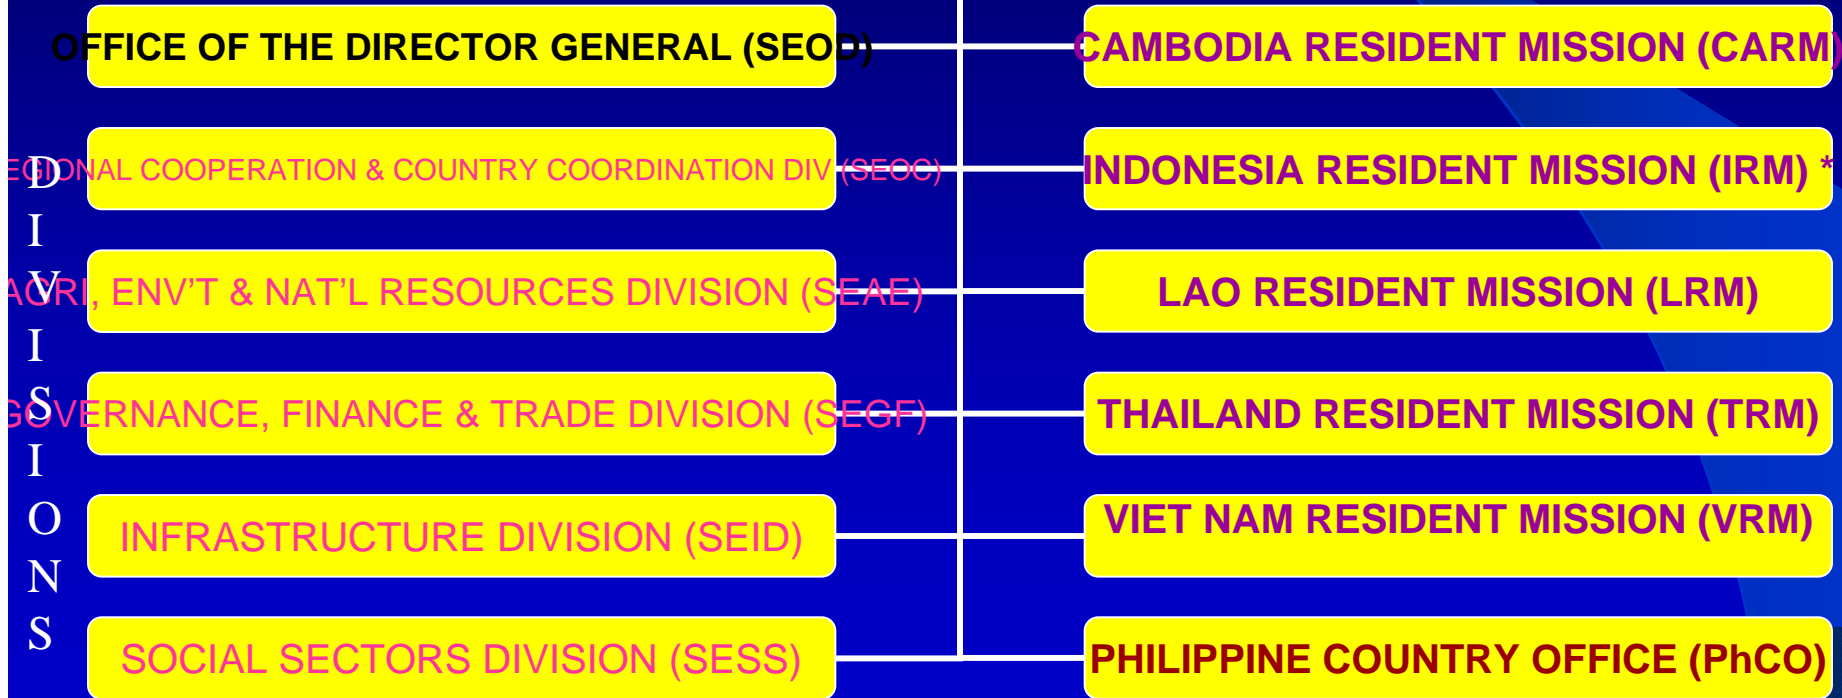 OFFICE OF THE DIRECTOR GENERAL (SEOD)
EGIONAL COOPERATION & COUNTRY COORDINATION DIV (SEOC)
AGRI, ENV'T & NAT'L RESOURCES DIVISION (SEAE)
GOVERNANCE, FINANCE & TRADE DIVISION (SEGF)
INFRASTRUCTURE DIVISION (SEID)
SOCIAL SECTORS DIVISION (SESS)
DIVISIONS
CAMBODIA RESIDENT MISSION (CARM)
INDONESIA RESIDENT MISSION (IRM) *
LAO RESIDENT MISSION (LRM)
THAILAND RESIDENT MISSION (TRM)
VIET NAM RESIDENT MISSION (VRM)
PHILIPPINE COUNTRY OFFICE (PhCO)